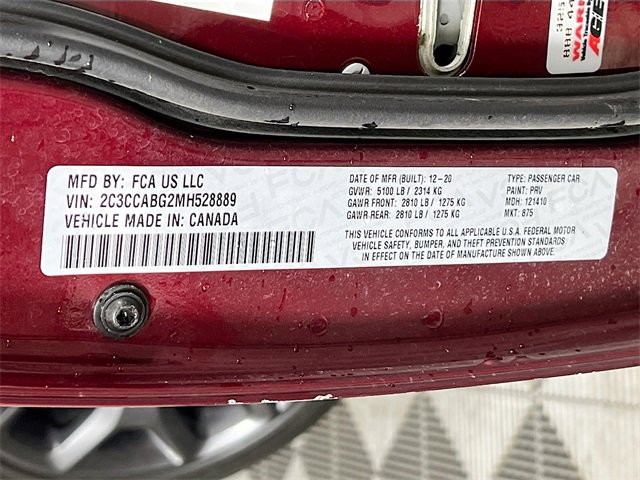 MFD BY: FCA US LLC
VIN: 2C3CCABG2MH528889
VEHICLE MADE IN: CANADA
DATE OF MFR (BUILT): 12-20
GVWR: 5100 LB / 2314 KG
GAWR FRONT: 2810 LB / 1275 KG
GAWR REAR: 2810 LB / 1275 KG
TYPE: PASSENGER CAR
PAINT: PRV
MDH: 121410
MKT: 875
THIS VEHICLE CONFORMS TO ALL APPLICABLE U.S.A. FEDERAL MOTOR
VEHICLE SAFETY, BUMPER, AND THEFT PREVENTION STANDARDS
IN EFFECT ON THE DATE OF MANUFACTURE SHOWN ABOVE.